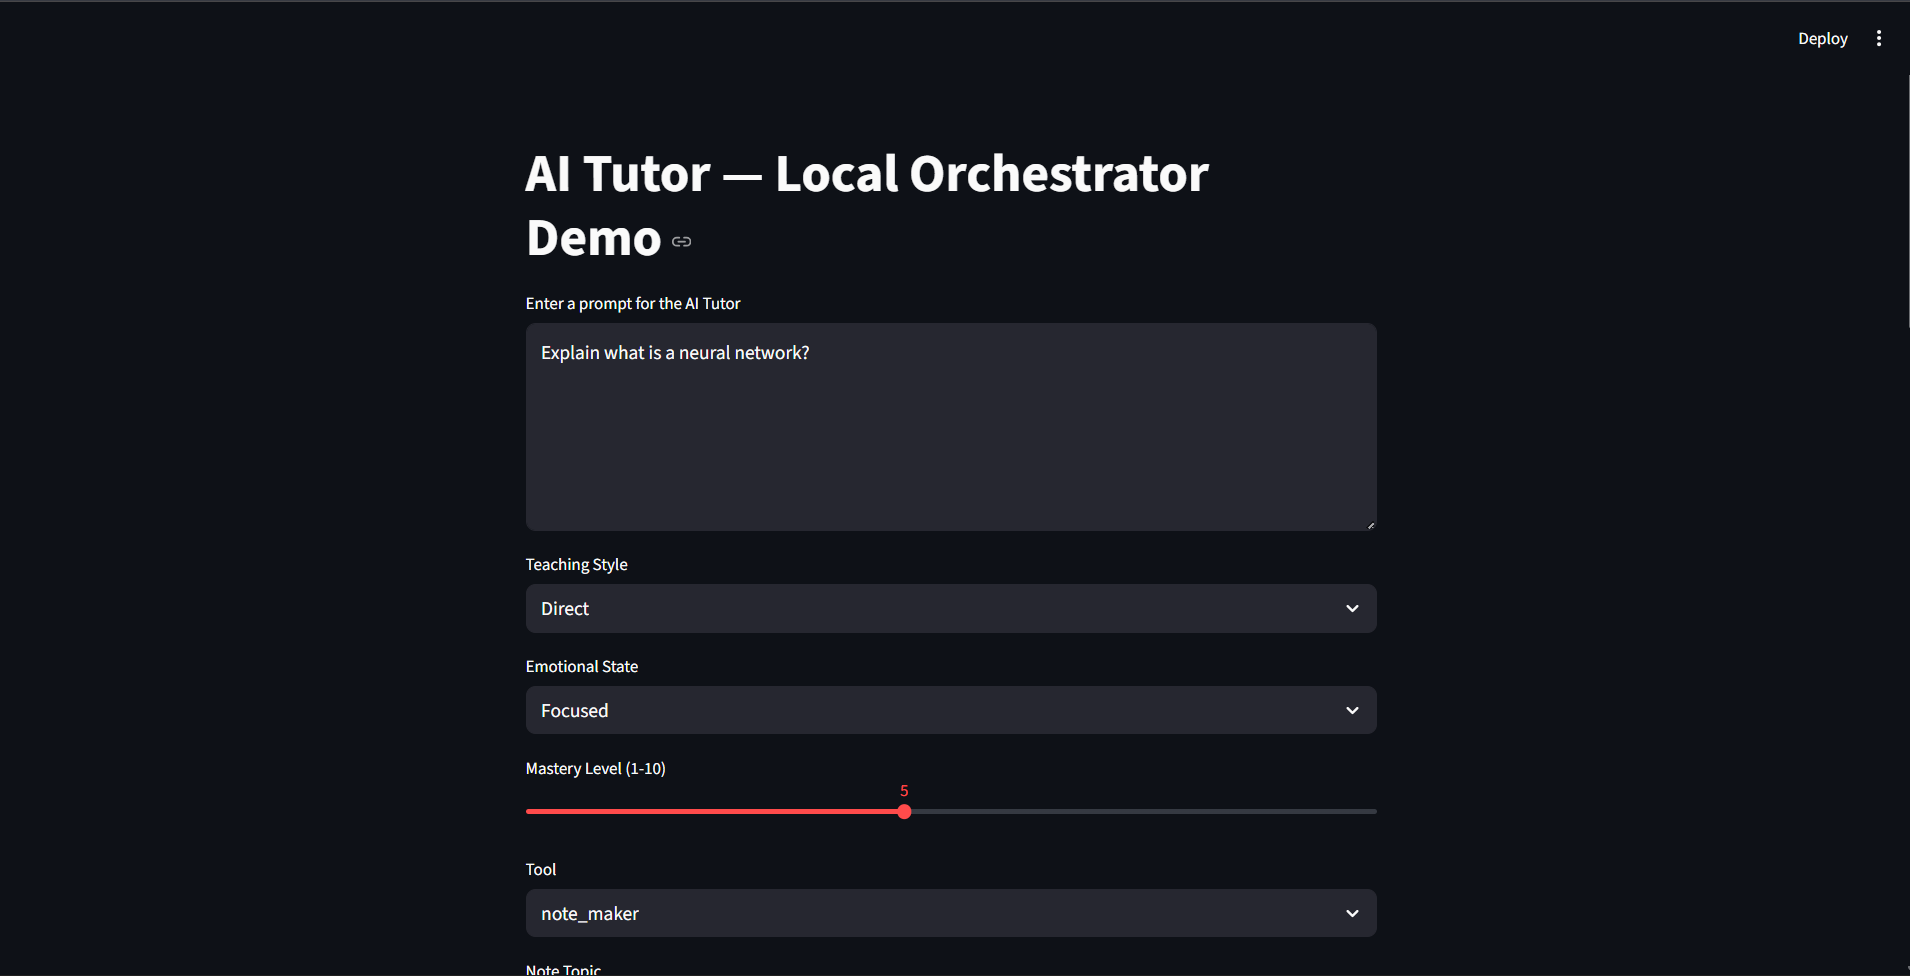 Deploy
AI Tutor — Local Orchestrator
Demo
Enter a prompt for the AI Tutor
Explain what is a neural network?
Teaching Style
Direct
Emotional State
Focused
Mastery Level (1-10)
5
Tool
note_maker
Note Topic